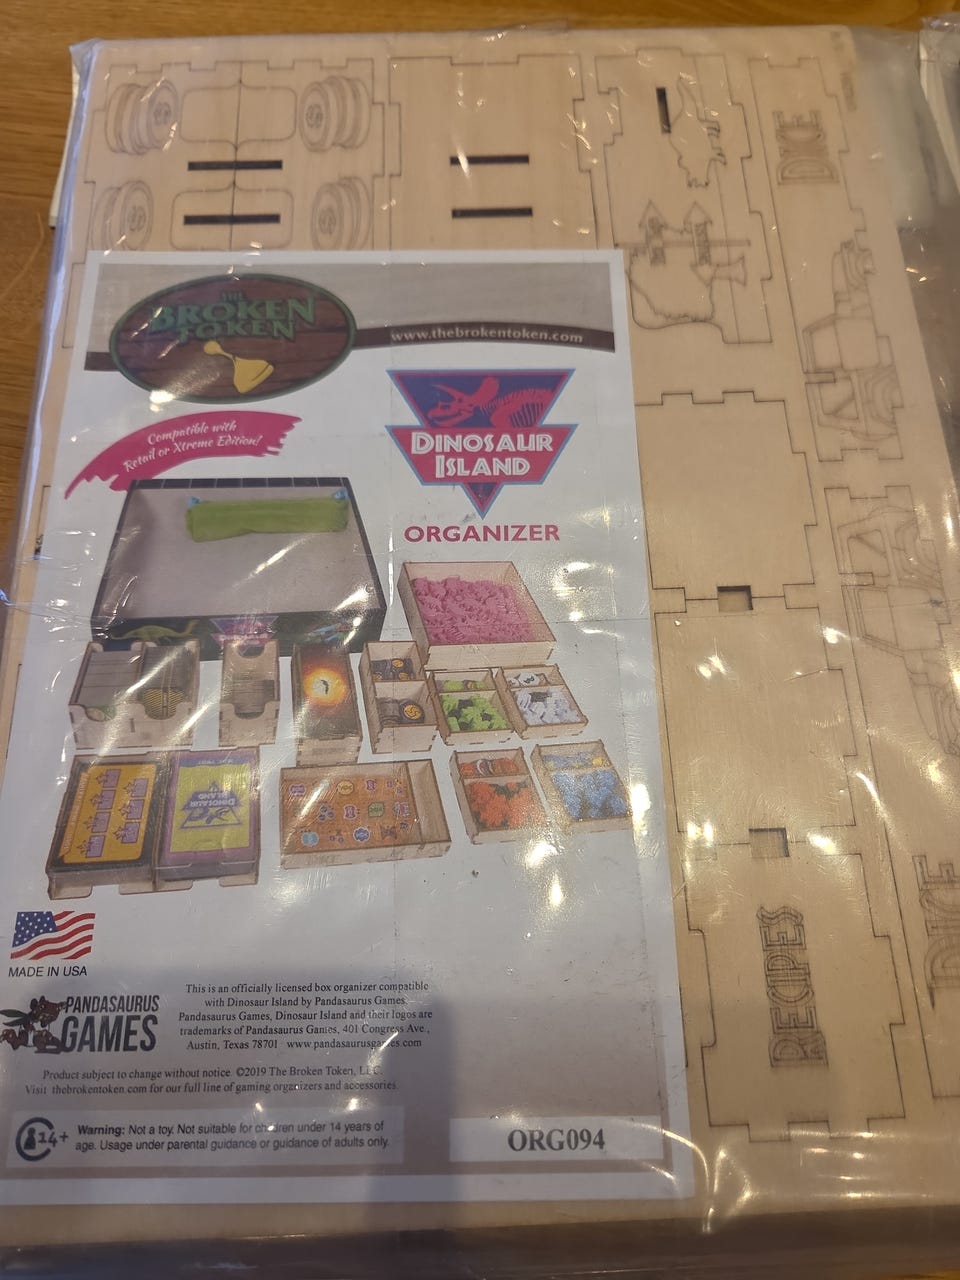 DICE
THE
BROKEN
TOKEN
www.thebrokentoken.com
Compatible with
Retail or Xtreme Edition!
DINOSAUR
ISLAND
ORGANIZER
DINOSAUR
ISLAND
RECIPES
DICE
MADE IN USA
PANDASAURUS
GAMES
This is an officially licensed box organizer compatible
with Dinosaur Island by Pandasaurus Games.
Pandasaurus Games, Dinosaur Island and their logos are
trademarks of Pandasaurus Games, 401 Congress Ave.,
Austin, Texas 78701 www.pandasaurusgames.com
Product subject to change without notice. ©2019 The Broken Token, LLC.
Visit thebrokentoken.com for our full line of gaming organizers and accessories.
14+
Warning: Not a toy. Not suitable for children under 14 years of
age. Usage under parental guidance or guidance of adults only.
ORG094